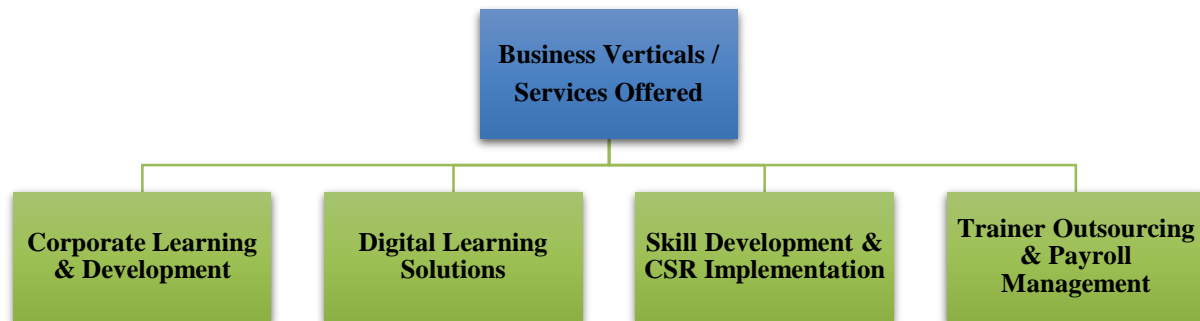 Business Verticals /
Services Offered
Corporate Learning
& Development
Digital Learning
Solutions
Skill Development &
CSR Implementation
Trainer Outsourcing
& Payroll
Management